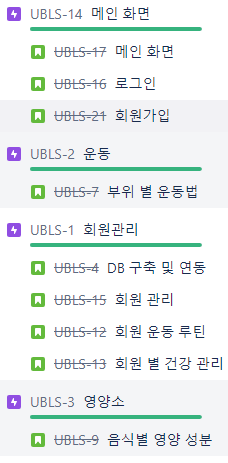 UBLS-14 메인 화면
UBLS-17 메인 화면
UBLS-16 로그인
UBLS-21 회원가입
UBLS-2 운동
UBLS-7 부위 별 운동법
UBLS-1 회원관리
UBLS-4 DB 구축 및 연동
UBLS-15 회원 관리
UBLS-12 회원 운동 루틴
UBLS-13 회원 별 건강 관리
UBLS-3 영양소
UBLS-9 음식별 영양 성분